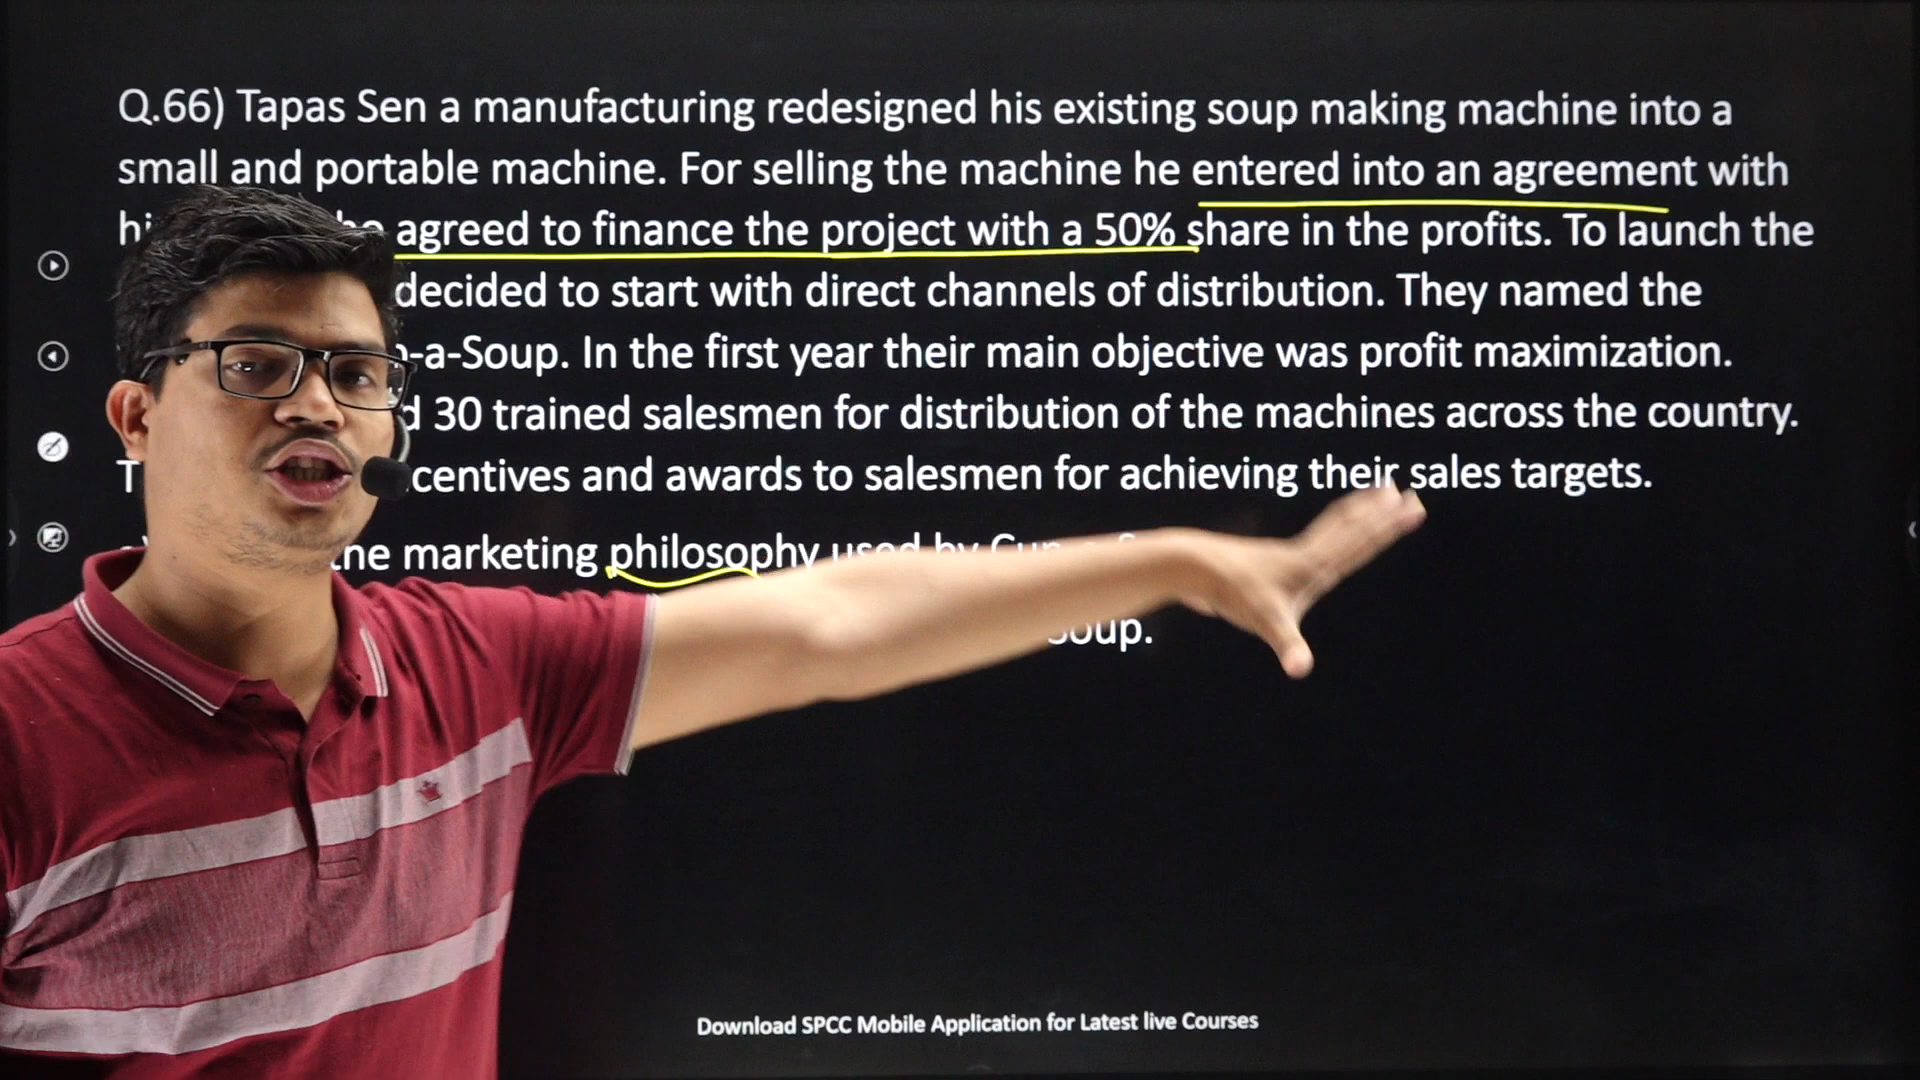 Q.66) Tapas Sen a manufacturing redesigned his existing soup making machine into a
small and portable machine. For selling the machine he entered into an agreement with
agreed to finance the project with a 50% share in the profits. To launch the
decided to start with direct channels of distribution. They named the
-a-Soup. In the first year their main objective was profit maximization.
30 trained salesmen for distribution of the machines across the country.
centives and awards to salesmen for achieving their sales targets.
marketing philosophy used by
Soup.
Download SPCC Mobile Application for Latest live Courses